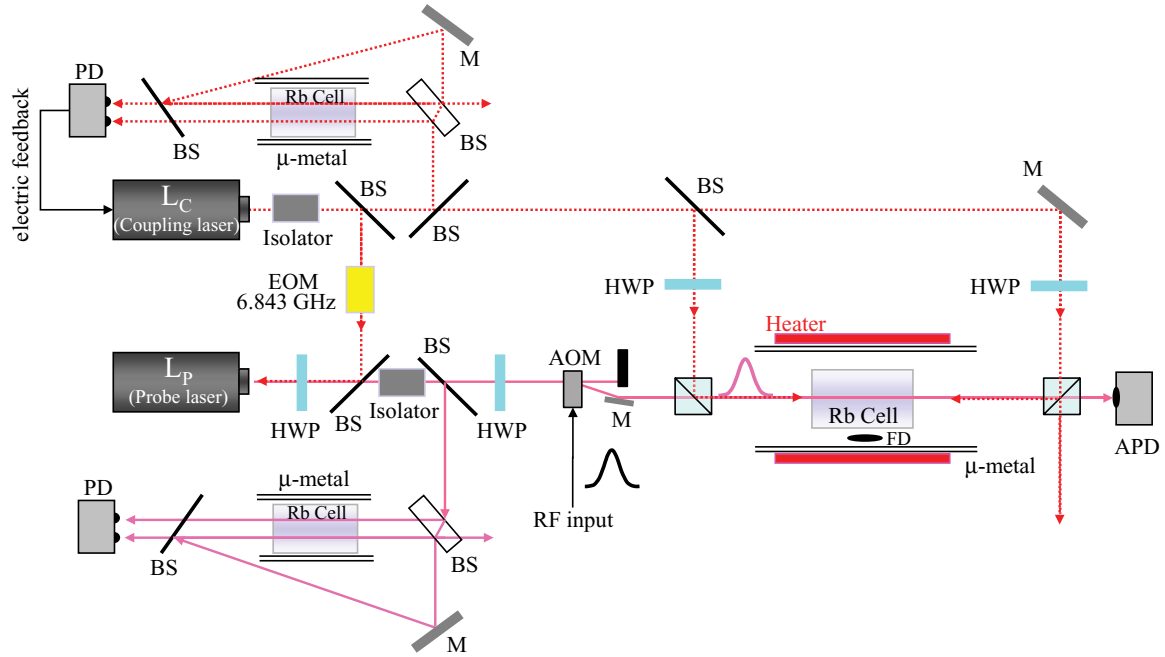 M
PD
Rb Cell
BS
BS
μ-metal
electric feedback
L_C
(Coupling laser)
Isolator
BS
BS
BS
M
EOM
6.843 GHz
HWP
HWP
Heater
L_P
(Probe laser)
BS
AOM
HWP
BS
Isolator
HWP
M
Rb Cell
FD
APD
μ-metal
RF input
μ-metal
PD
Rb Cell
BS
BS
M